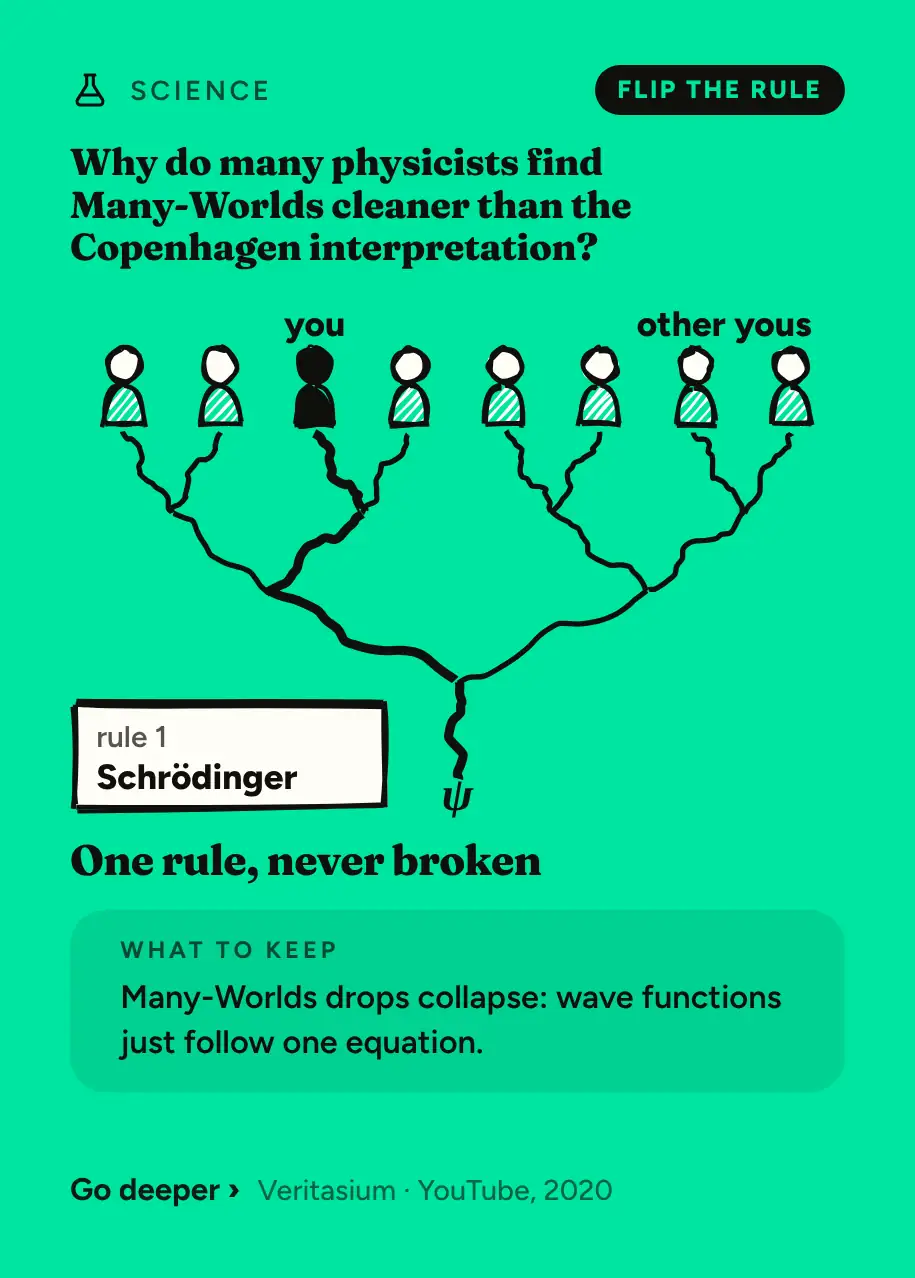 SCIENCE
FLIP THE RULE
Why do many physicists find
Many-Worlds cleaner than the
Copenhagen interpretation?
you
other yous
rule 1
Schrödinger
ψ
One rule, never broken
WHAT TO KEEP
Many-Worlds drops collapse: wave functions
just follow one equation.
Go deeper › Veritasium · YouTube, 2020